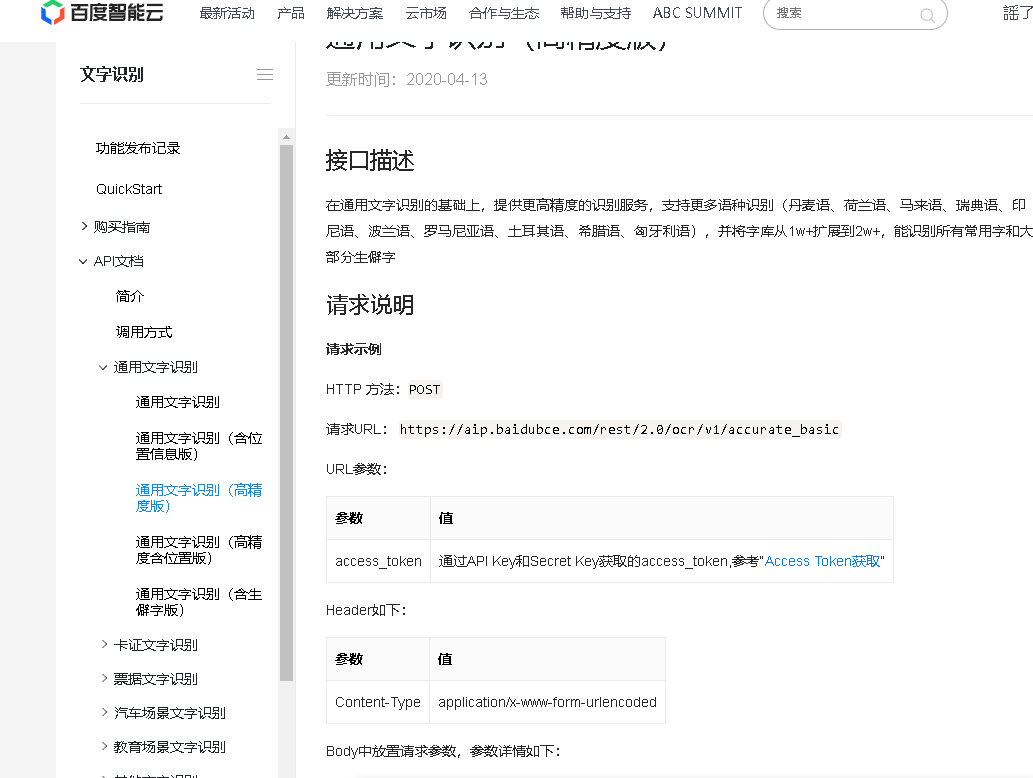 百度智能云 最新活动 产品 解决方案 云市场 合作与生态 帮助与支持 ABC SUMMIT 搜索 謡了
文字识别
功能发布记录
QuickStart
购买指南
API文档
简介
调用方式
通用文字识别
通用文字识别
通用文字识别（含位
置信息版）
通用文字识别（高精
度版）
通用文字识别（高精
度含位置版）
通用文字识别（含生
僻字版）
卡证文字识别
票据文字识别
汽车场景文字识别
教育场景文字识别
通用文字识别（高精度版）
更新时间：2020-04-13
接口描述
在通用文字识别的基础上，提供更高精度的识别服务，支持更多语种识别（丹麦语、荷兰语、马来语、瑞典语、印
尼语、波兰语、罗马尼亚语、土耳其语、希腊语、匈牙利语），并将字库从1w+扩展到2w+，能识别所有常用字和大
部分生僻字
请求说明
请求示例
HTTP 方法：POST
请求URL： https://aip.baidubce.com/rest/2.0/ocr/v1/accurate_basic
URL参数：
参数 值
access_token 通过API Key和Secret Key获取的access_token,参考"Access Token获取"
Header如下：
参数 值
Content-Type application/x-www-form-urlencoded
Body中放置请求参数，参数详情如下：